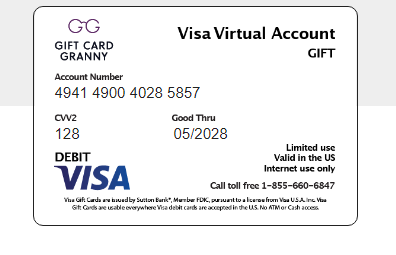 GG
GIFT CARD
GRANNY
Visa Virtual Account
GIFT
Account Number
4941 4900 4028 5857
CVV2 Good Thru
128 05/2028
DEBIT
VISA
Limited use
Valid in the US
Internet use only
Call toll free 1-855-660-6847
Visa Gift Cards are issued by Sutton Bank®, Member FDIC, pursuant to a license from Visa U.S.A. Inc. Visa
Gift Cards are usable everywhere Visa debit cards are accepted in the U.S. No ATM or Cash access.